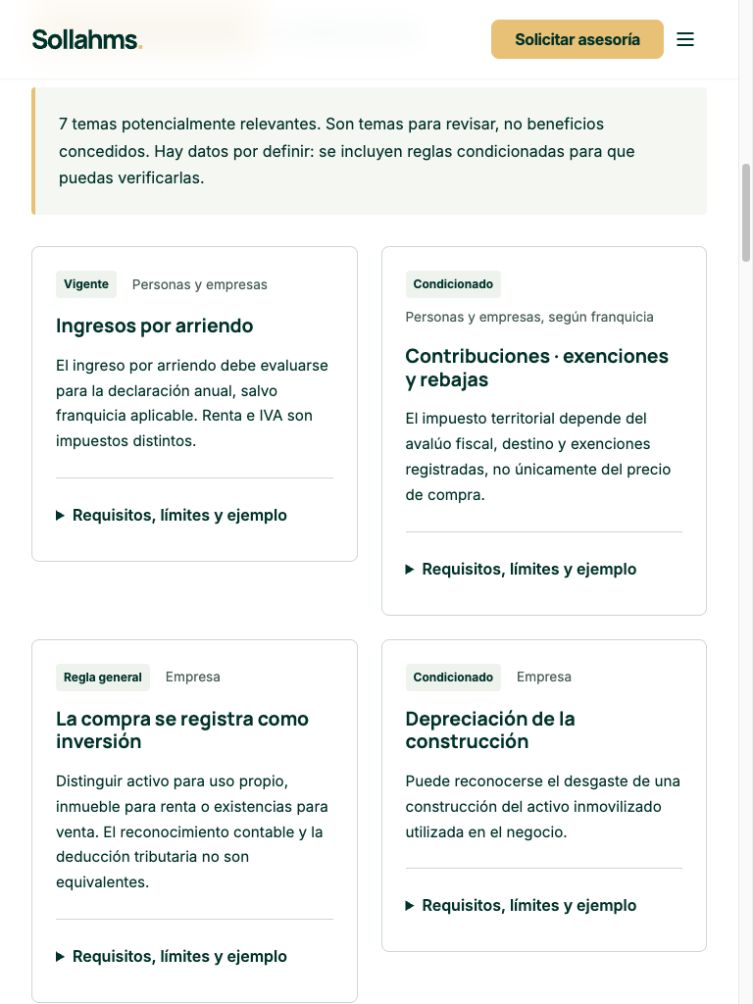 Sollahms.
Solicitar asesoría
7 temas potencialmente relevantes. Son temas para revisar, no beneficios
concedidos. Hay datos por definir: se incluyen reglas condicionadas para que
puedas verificarlas.
Vigente
Personas y empresas
Ingresos por arriendo
El ingreso por arriendo debe evaluarse
para la declaración anual, salvo
franquicia aplicable. Renta e IVA son
impuestos distintos.
Requisitos, límites y ejemplo
Condicionado
Personas y empresas, según franquicia
Contribuciones · exenciones
y rebajas
El impuesto territorial depende del
avalúo fiscal, destino y exenciones
registradas, no únicamente del precio
de compra.
Requisitos, límites y ejemplo
Regla general
Empresa
La compra se registra como
inversión
Distinguir activo para uso propio,
inmueble para renta o existencias para
venta. El reconocimiento contable y la
deducción tributaria no son
equivalentes.
Requisitos, límites y ejemplo
Condicionado
Empresa
Depreciación de la
construcción
Puede reconocerse el desgaste de una
construcción del activo inmovilizado
utilizada en el negocio.
Requisitos, límites y ejemplo